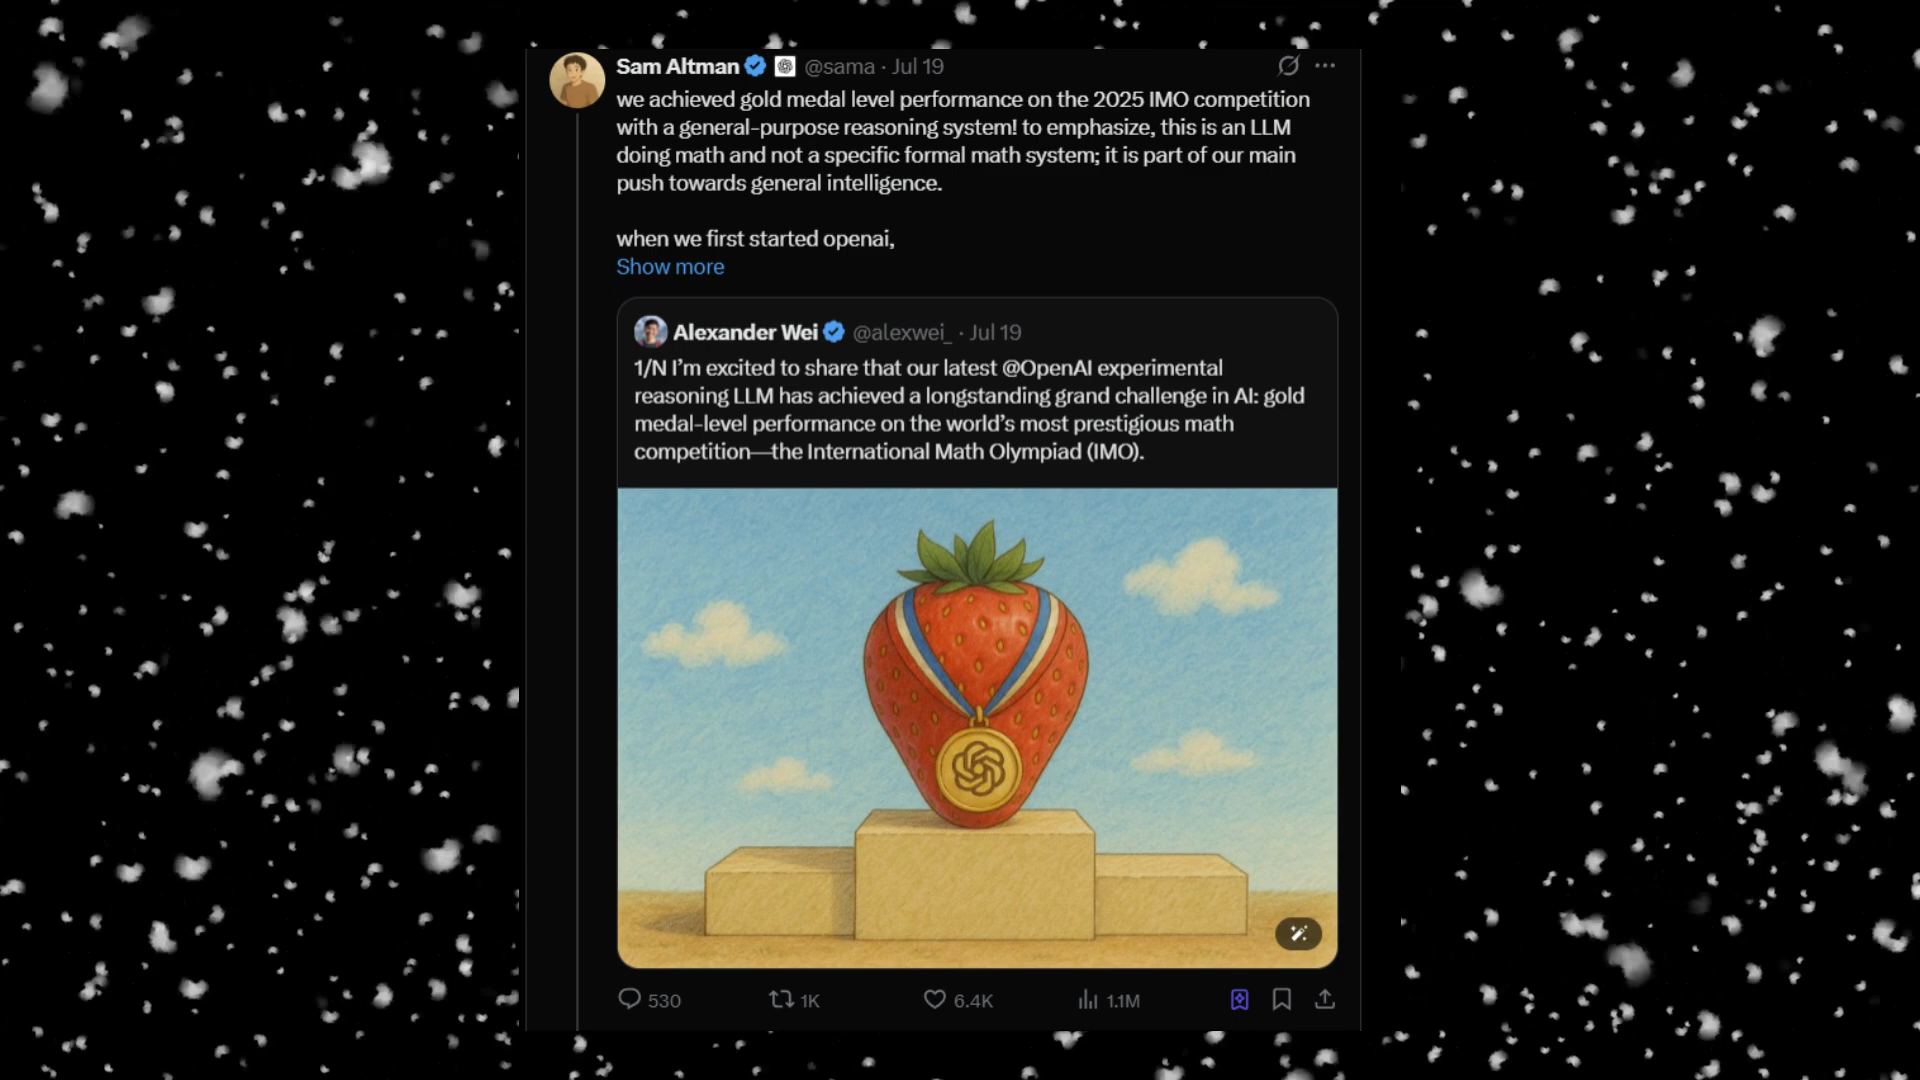 Sam Altman @sama · Jul 19
we achieved gold medal level performance on the 2025 IMO competition
with a general-purpose reasoning system! to emphasize, this is an LLM
doing math and not a specific formal math system; it is part of our main
push towards general intelligence.
when we first started openai,
Show more
Alexander Wei @alexwei_ · Jul 19
1/N I’m excited to share that our latest @OpenAI experimental
reasoning LLM has achieved a longstanding grand challenge in AI: gold
medal-level performance on the world’s most prestigious math
competition—the International Math Olympiad (IMO).
530 1K 6.4K 1.1M